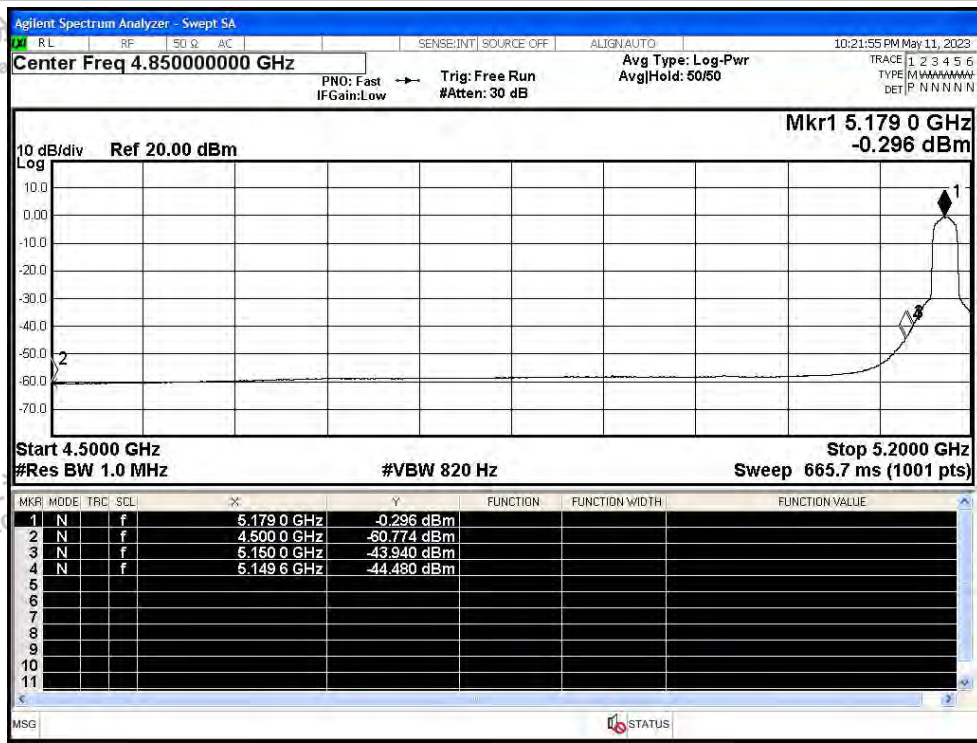 Agilent Spectrum Analyzer - Swept SA
RL RF 50 Ω AC SENSE:INT SOURCE OFF ALIGNAUTO 10:21:55 PM May 11, 2023
Center Freq 4.850000000 GHz
PNO: Fast
IFGain:Low
Trig: Free Run
#Atten: 30 dB
Avg Type: Log-Pwr
Avg|Hold: 50/50
TRACE 1 2 3 4 5 6
TYPE M WWWWW
DET P N N N N N
Mkr1 5.179 0 GHz
-0.296 dBm
10 dB/div Ref 20.00 dBm
Log
10.0
0.00
-10.0
-20.0
-30.0
-40.0
-50.0
-60.0
-70.0
1
2
4
Start 4.5000 GHz Stop 5.2000 GHz
#Res BW 1.0 MHz #VBW 820 Hz Sweep 665.7 ms (1001 pts)
MKR MODE TRC SCL X Y FUNCTION FUNCTION WIDTH FUNCTION VALUE
1 N f 5.179 0 GHz -0.296 dBm
2 N f 4.500 0 GHz -60.774 dBm
3 N f 5.150 0 GHz -43.940 dBm
4 N f 5.149 6 GHz -44.480 dBm
5
6
7
8
9
10
11
MSG STATUS